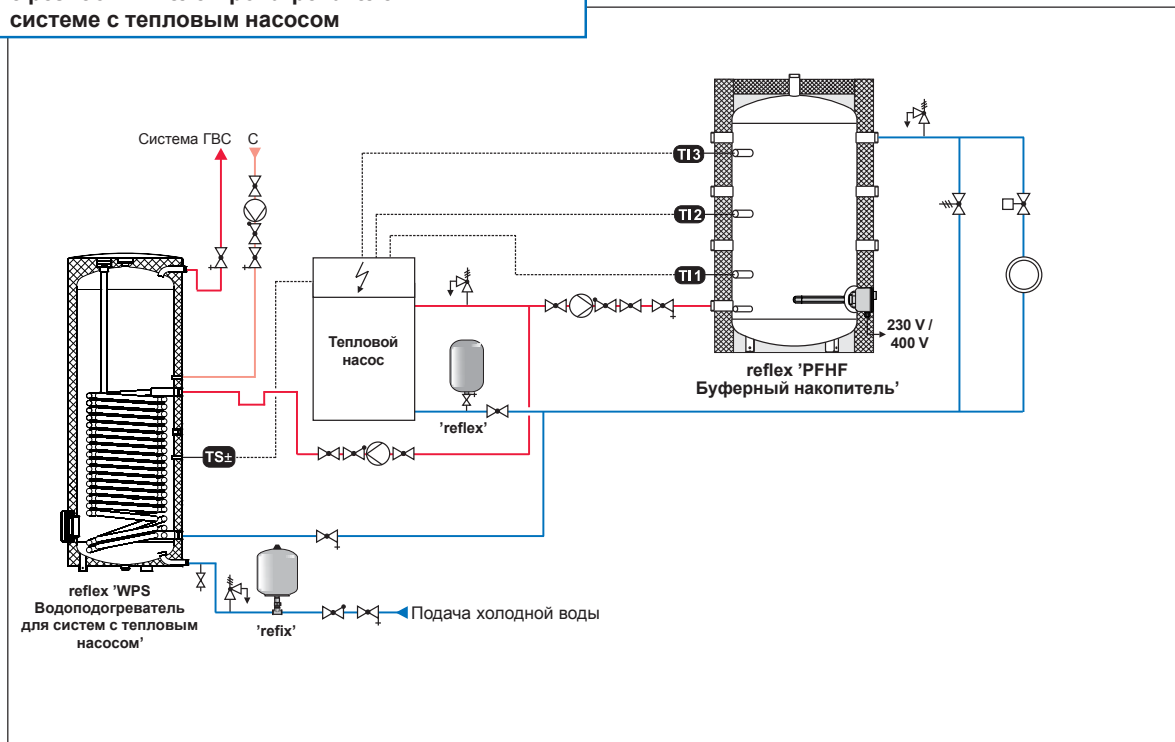 системе с тепловым насосом
Система ГВС
C
TI3
TI2
TI1
230 V /
400 V
reflex 'PFHF
Буферный накопитель'
Тепловой
насос
'reflex'
TS±
reflex 'WPS
Водоподогреватель
для систем с тепловым
насосом'
'refix'
Подача холодной воды